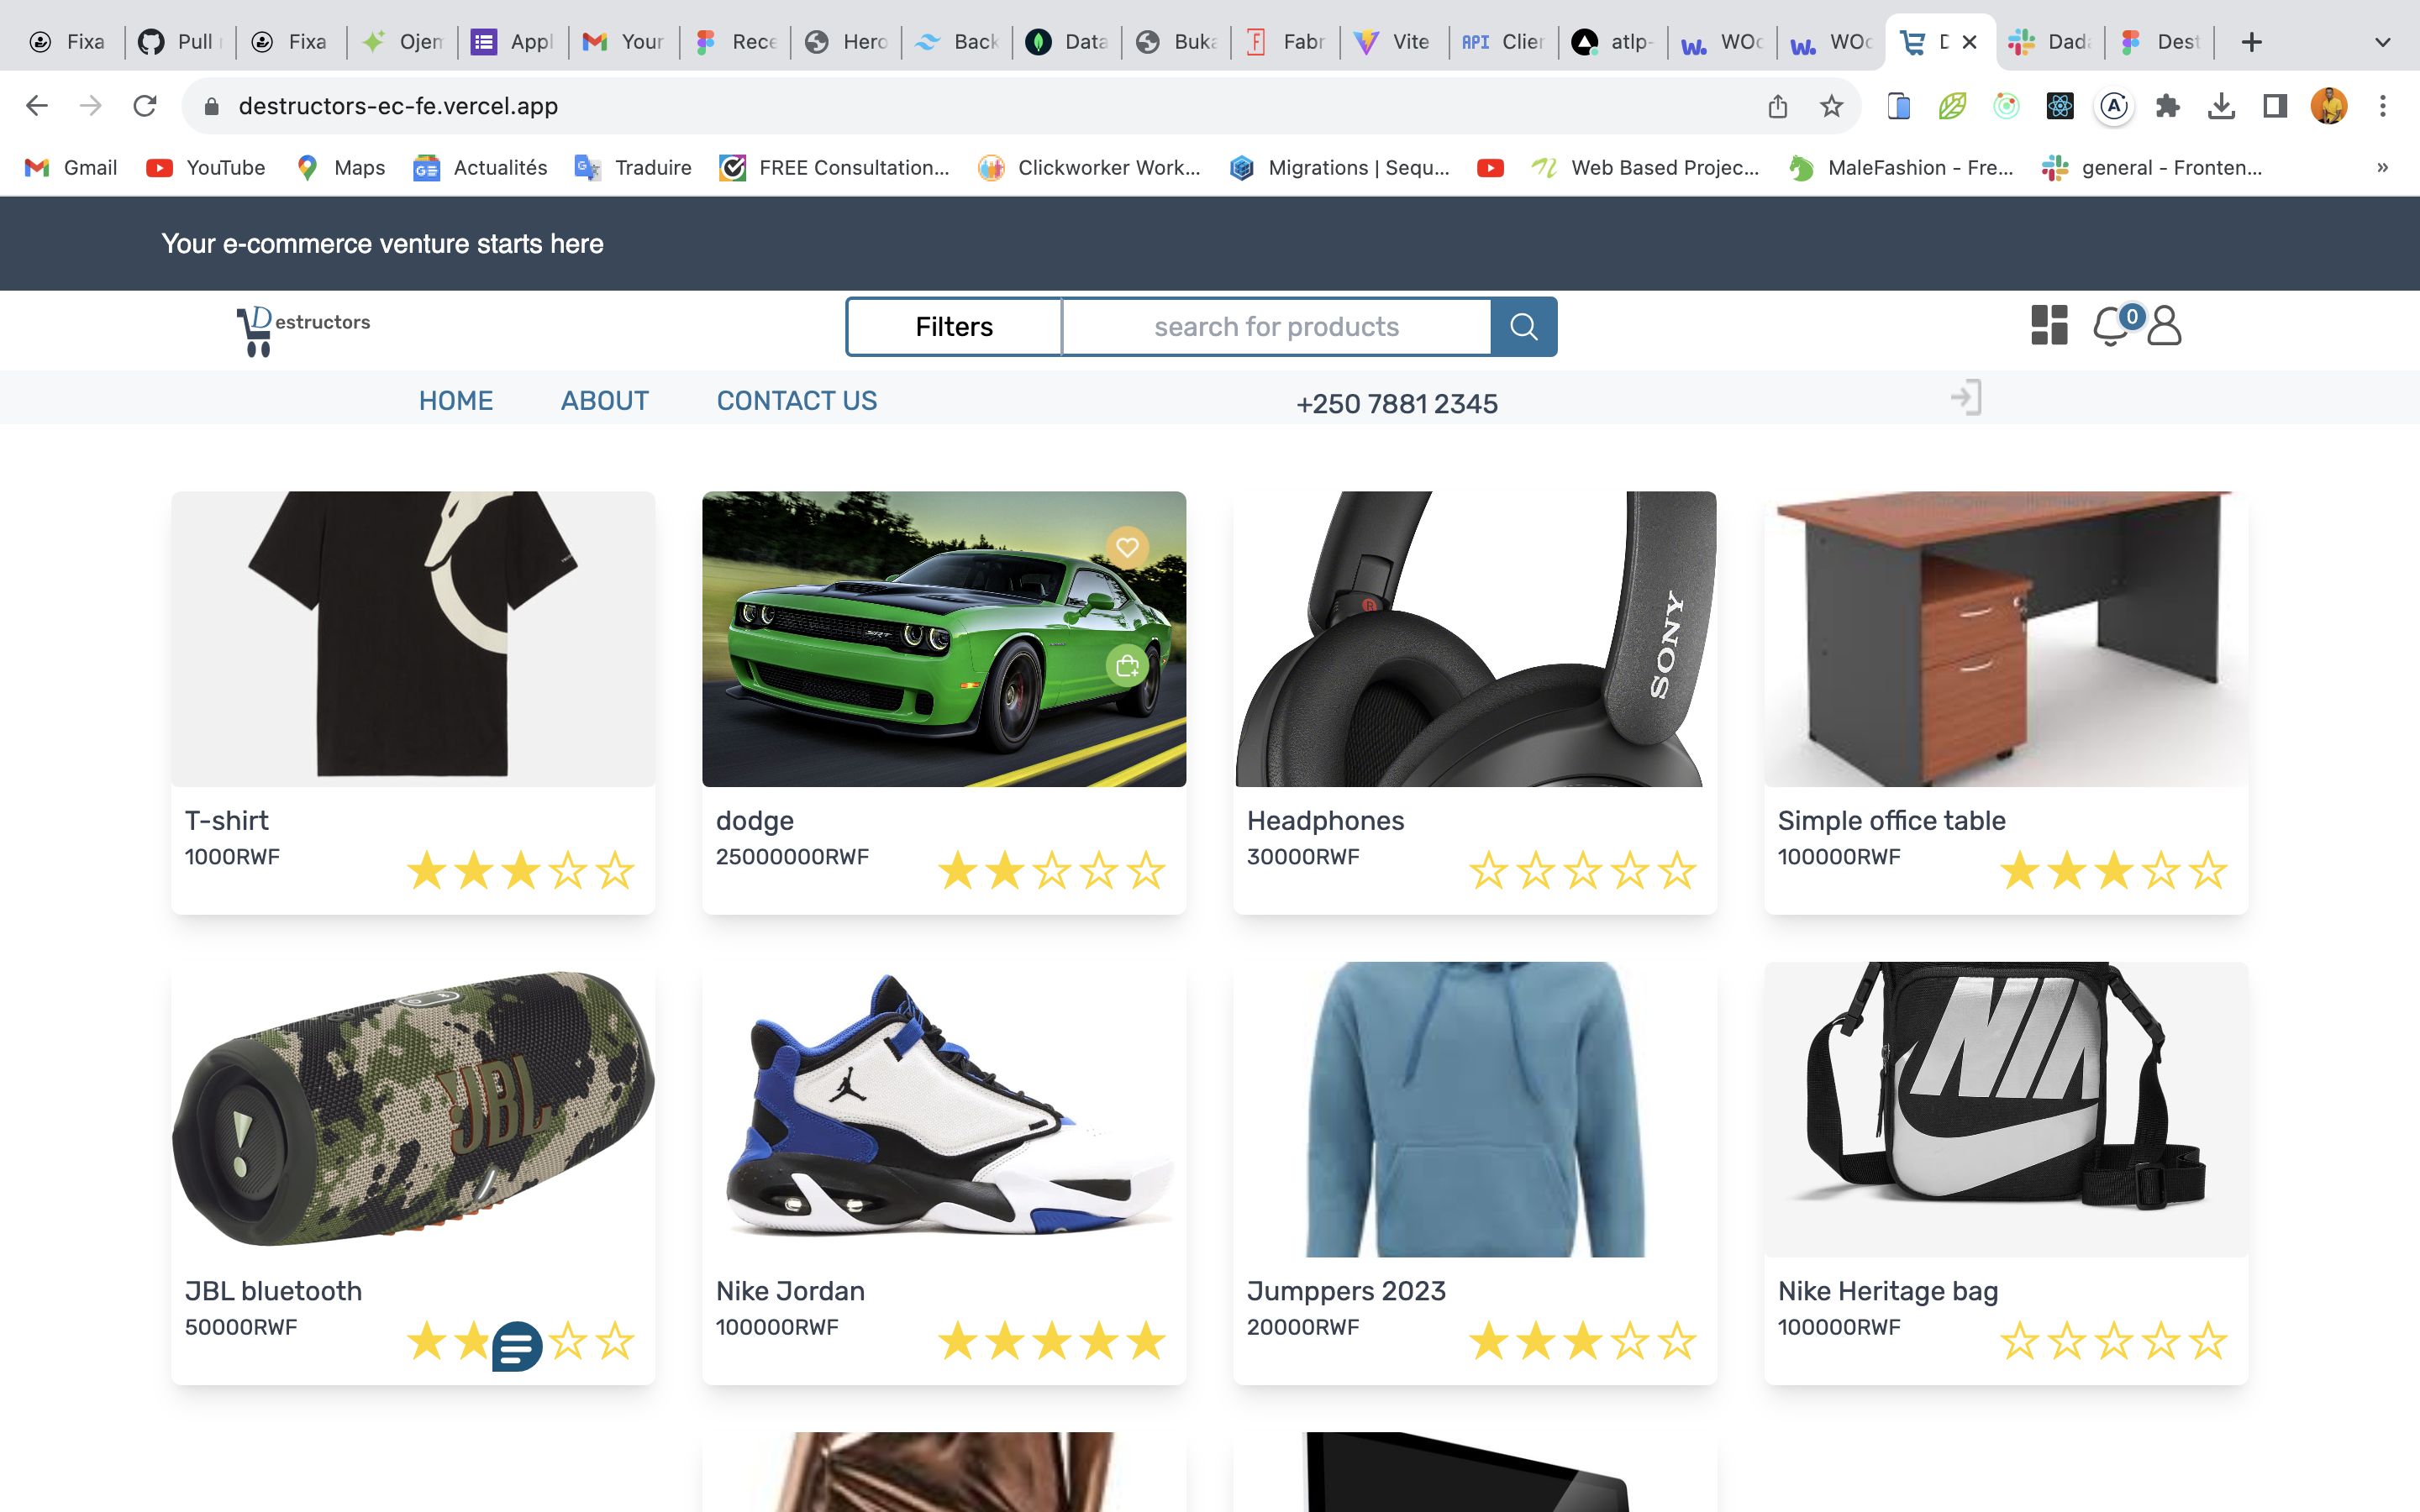 Fixa
Pull
Fixa
Ojem
Appl
Your
Rece
Hero
Back
Data
Buka
Fabr
Vite
API Clier
atlp-
WOc
WOc
D
Dada
Dest
destructors-ec-fe.vercel.app
A
Gmail
YouTube
Maps
Actualités
Traduire
FREE Consultation...
Clickworker Work...
Migrations | Sequ...
Web Based Projec...
MaleFashion - Fre...
general - Fronten...
»
Your e-commerce venture starts here
Destructors
Filters
search for products
0
HOME
ABOUT
CONTACT US
+250 7881 2345
SRT
SONY
T-shirt
1000RWF
dodge
25000000RWF
Headphones
30000RWF
Simple office table
100000RWF
JBL
JBL bluetooth
50000RWF
Nike Jordan
100000RWF
Jumppers 2023
20000RWF
Nike Heritage bag
100000RWF